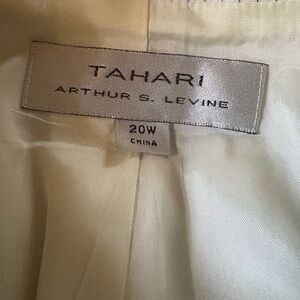 TAHARI
ARTHUR S. LEVINE
20W
CHINA